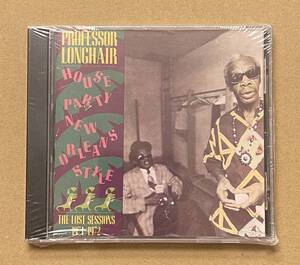 PROFESSOR
LONGHAIR
HOUSE
PARTY
NEW
ORLEANS
STYLE
THE LOST SESSIONS
1971-1972